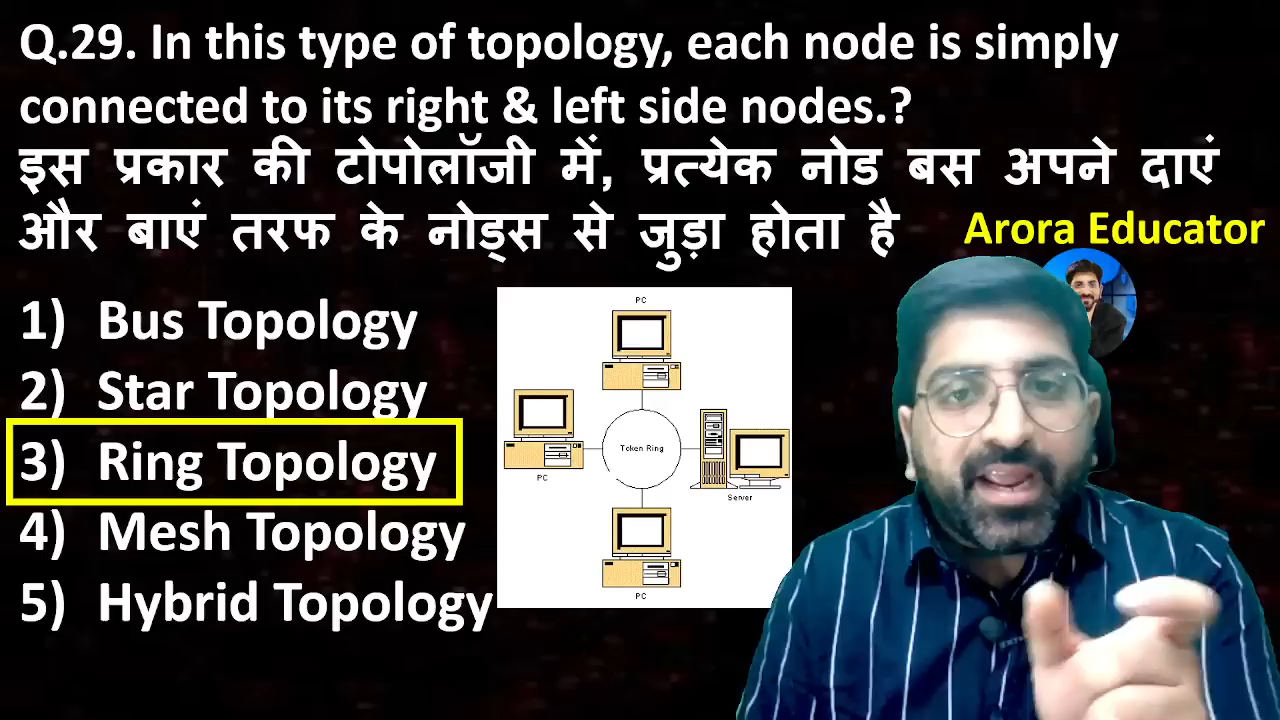 Q.29. In this type of topology, each node is simply
connected to its right & left side nodes.?
इस प्रकार की टोपोलॉजी में, प्रत्येक नोड बस अपने दाएं
और बाएं तरफ के नोड्स से जुड़ा होता है
Arora Educator
1) Bus Topology
2) Star Topology
3) Ring Topology
4) Mesh Topology
5) Hybrid Topology
PC
PC
Token Ring
Server
PC